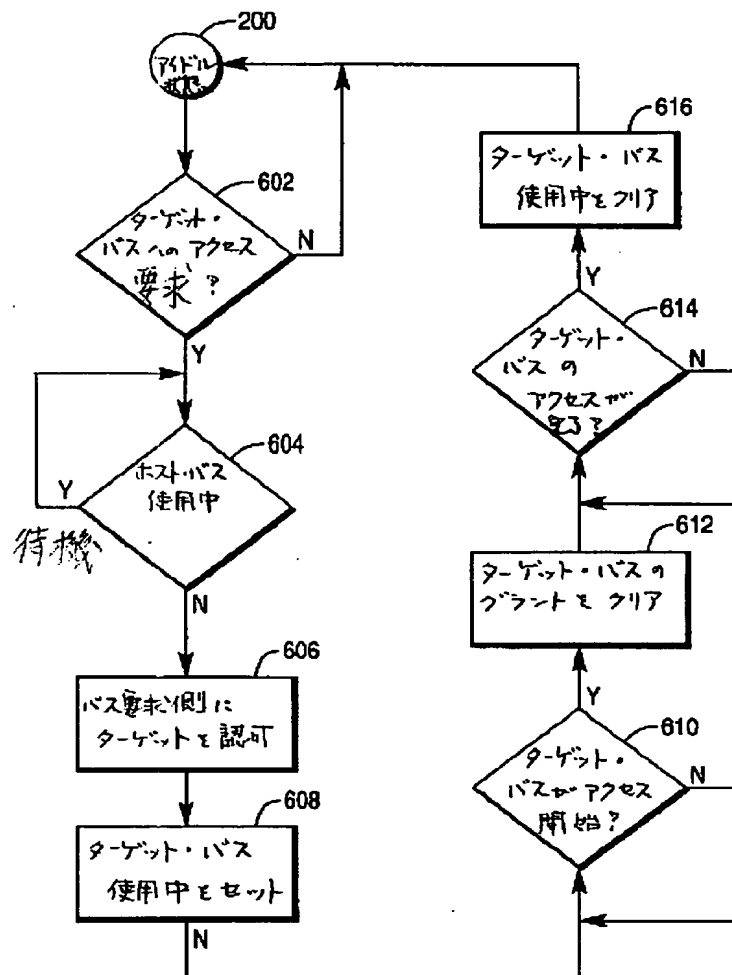 200
アイドル
状態
602
ターゲット・
バスへのアクセス
要求?
N
Y
604
ホスト・バス
使用中
Y
待機
N
606
バス要求側に
ターゲットを認可
608
ターゲット・バス
使用中をセット
N
616
ターゲット・バス
使用中をクリア
Y
614
ターゲット・
バスの
アクセスが
完了?
N
612
ターゲット・バスの
グラントをクリア
Y
610
ターゲット・
バスがアクセス
開始?
N